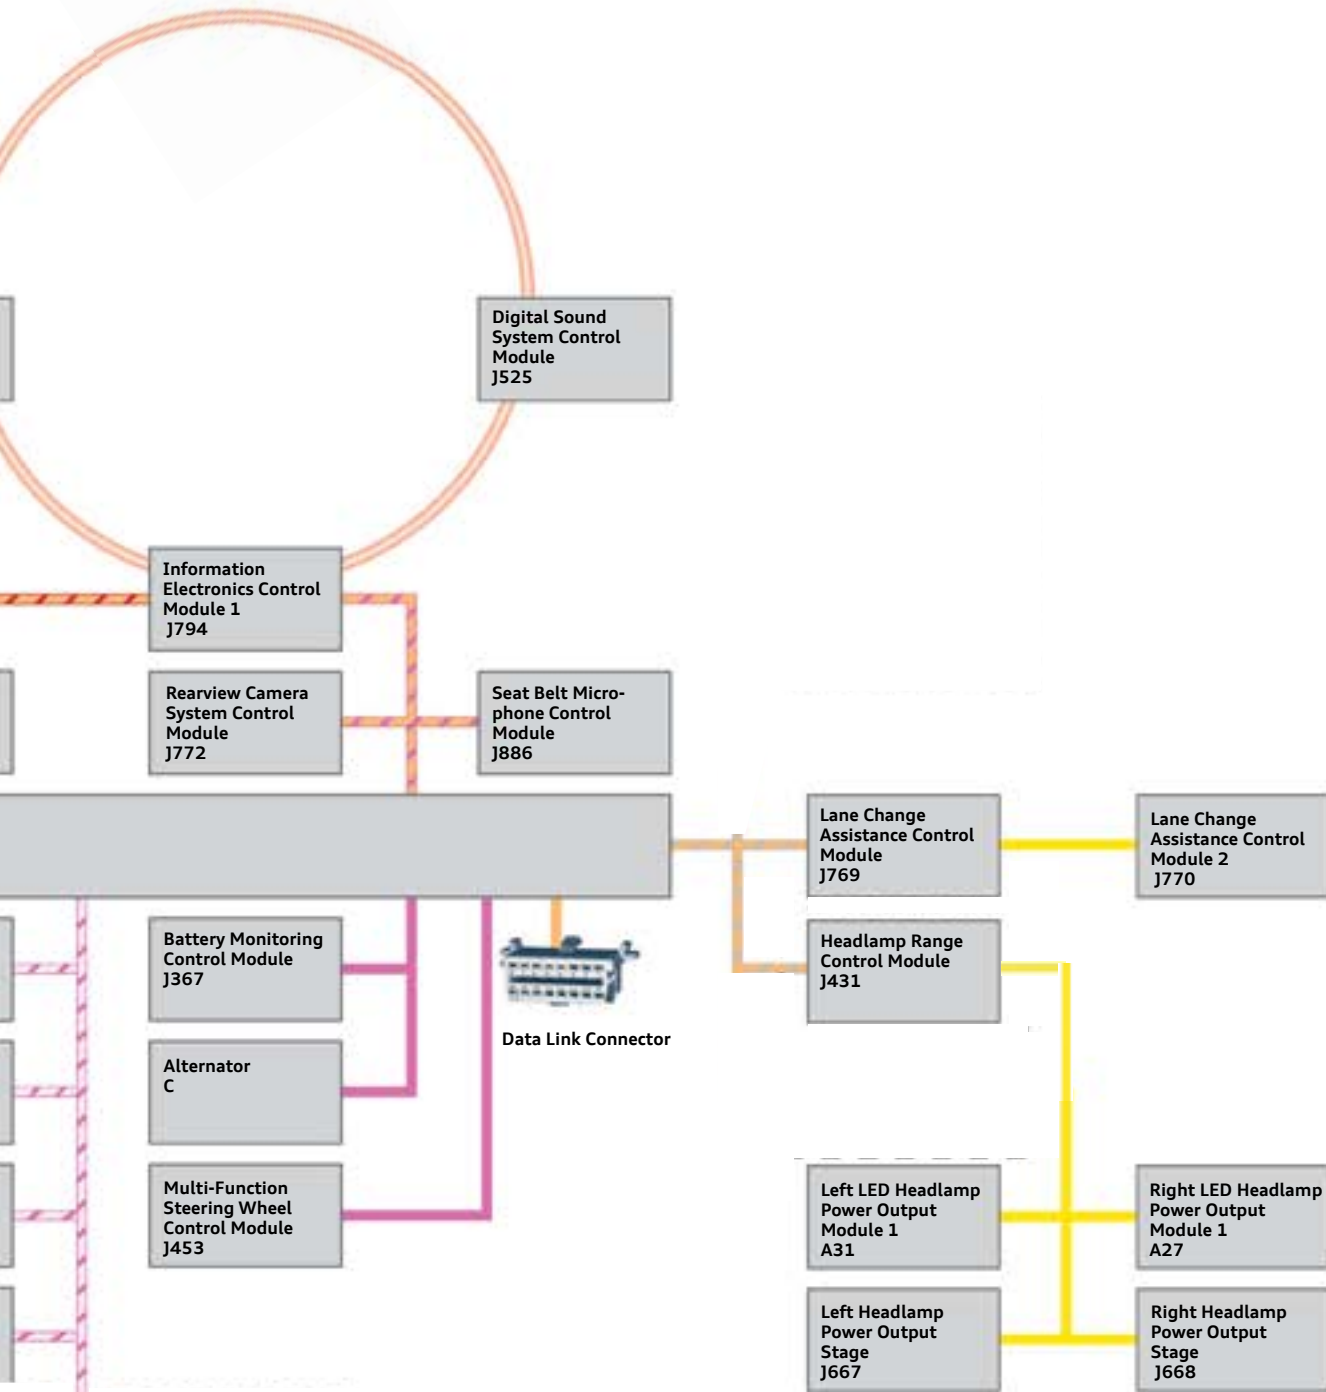 Digital Sound
System Control
Module
J525
Information
Electronics Control
Module 1
J794
Rearview Camera
System Control
Module
J772
Seat Belt Micro-
phone Control
Module
J886
Lane Change
Assistance Control
Module
J769
Lane Change
Assistance Control
Module 2
J770
Battery Monitoring
Control Module
J367
Headlamp Range
Control Module
J431
Data Link Connector
Alternator
C
Multi-Function
Steering Wheel
Control Module
J453
Left LED Headlamp
Power Output
Module 1
A31
Right LED Headlamp
Power Output
Module 1
A27
Left Headlamp
Power Output
Stage
J667
Right Headlamp
Power Output
Stage
J668